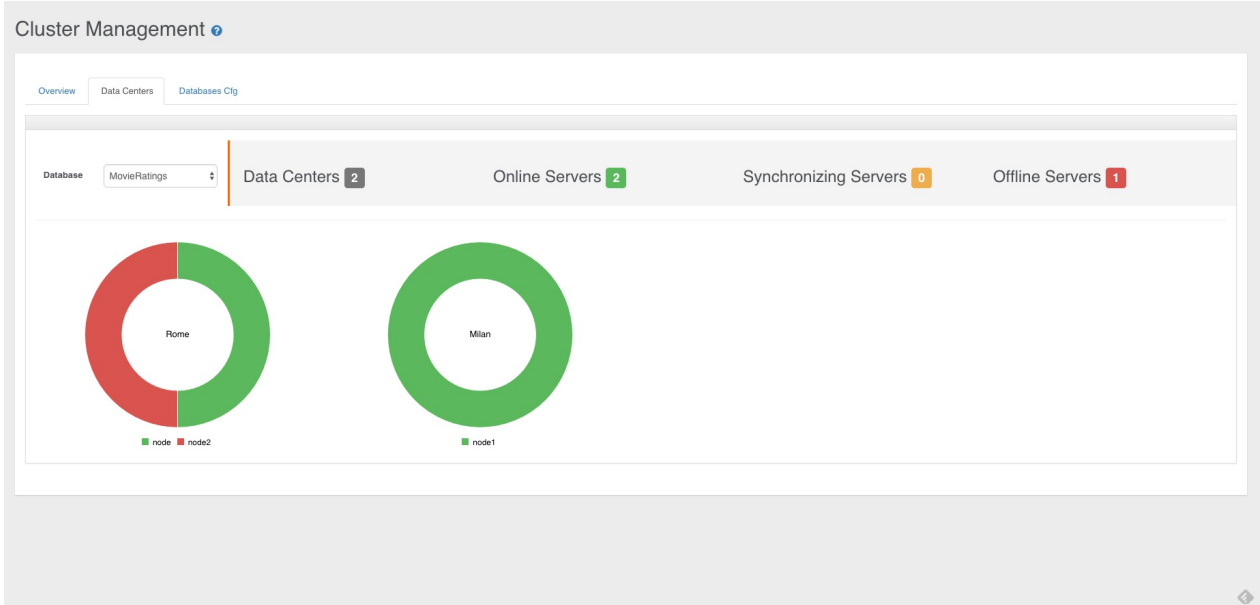 Cluster Management ?
Overview Data Centers Databases Cfg
Database MovieRatings Data Centers 2 Online Servers 2 Synchronizing Servers 0 Offline Servers 1
Rome Milan
node node2 node1